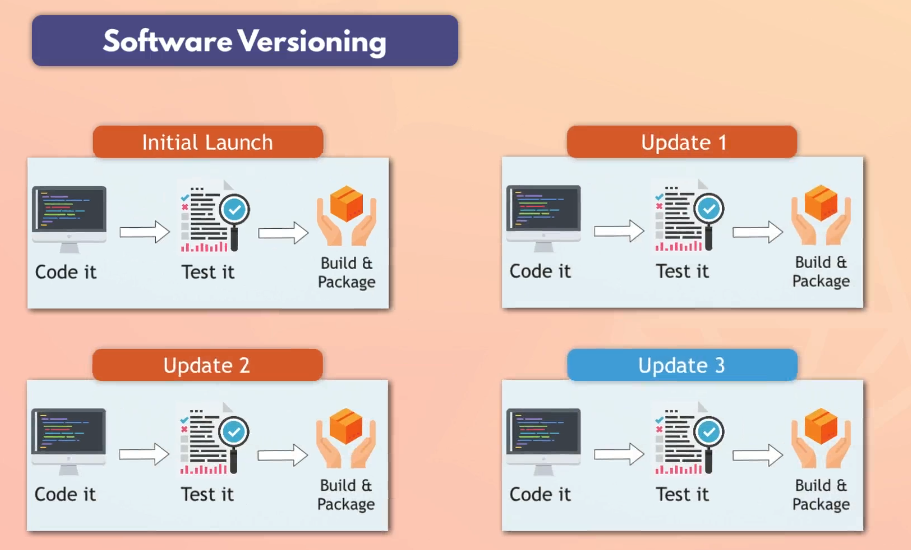 Software Versioning
Initial Launch
Code it
Test it
Build &
Package
Update 1
Code it
Test it
Build &
Package
Update 2
Code it
Test it
Build &
Package
Update 3
Code it
Test it
Build &
Package